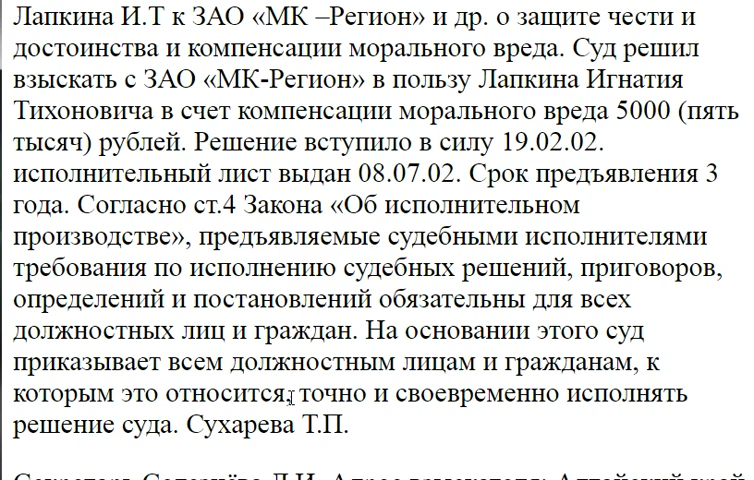 Лапкина И.Т к ЗАО «МК –Регион» и др. о защите чести и
достоинства и компенсации морального вреда. Суд решил
взыскать с ЗАО «МК-Регион» в пользу Лапкина Игнатия
Тихоновича в счет компенсации морального вреда 5000 (пять
тысяч) рублей. Решение вступило в силу 19.02.02.
исполнительный лист выдан 08.07.02. Срок предъявления 3
года. Согласно ст.4 Закона «Об исполнительном
производстве», предъявляемые судебными исполнителями
требования по исполнению судебных решений, приговоров,
определений и постановлений обязательны для всех
должностных лиц и граждан. На основании этого суд
приказывает всем должностным лицам и гражданам, к
которым это относится, точно и своевременно исполнять
решение суда. Сухарева Т.П.